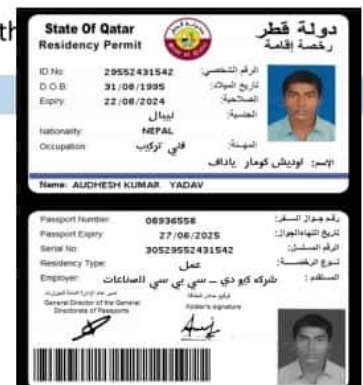 State Of Qatar
Residency Permit
دولة قطر
رخصة إقامة
ID.No: 29552431542 الرقم الشخصي:
D.O.B: 31/08/1995 تاريخ الميلاد:
Expiry: 22/08/2024 الصلاحية:
نيبال الجنسية:
Nationality: NEPAL
Occupation: فني تركيب المهنة:
الإسم: اوديش كومار ياداف
Name: AUDHESH KUMAR YADAV
Passport Number: 08936558 رقم جواز السفر:
Passport Expiry: 27/06/2025 تاريخ انتهاء الجواز:
Serial No: 30529552431542 الرقم المسلسل:
Residency Type: عمل نوع الرخصة:
Employer: شركه كيو دي - سي بي سي للصناعات المستقدم:
General Director of the General
Directorate of Passports
Holder's signature